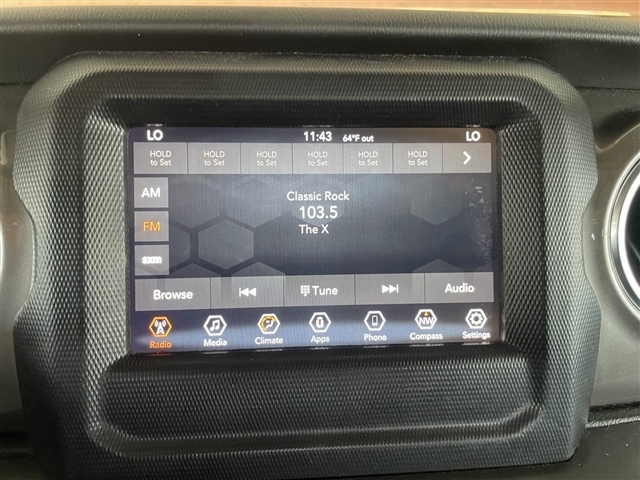 LO 11:43 64°F out LO
HOLD to Set HOLD to Set HOLD to Set HOLD to Set HOLD to Set HOLD to Set
AM
Classic Rock
103.5
FM
The X
sxm
Browse Tune Audio
Radio Media Climate Apps Phone NW Compass Settings